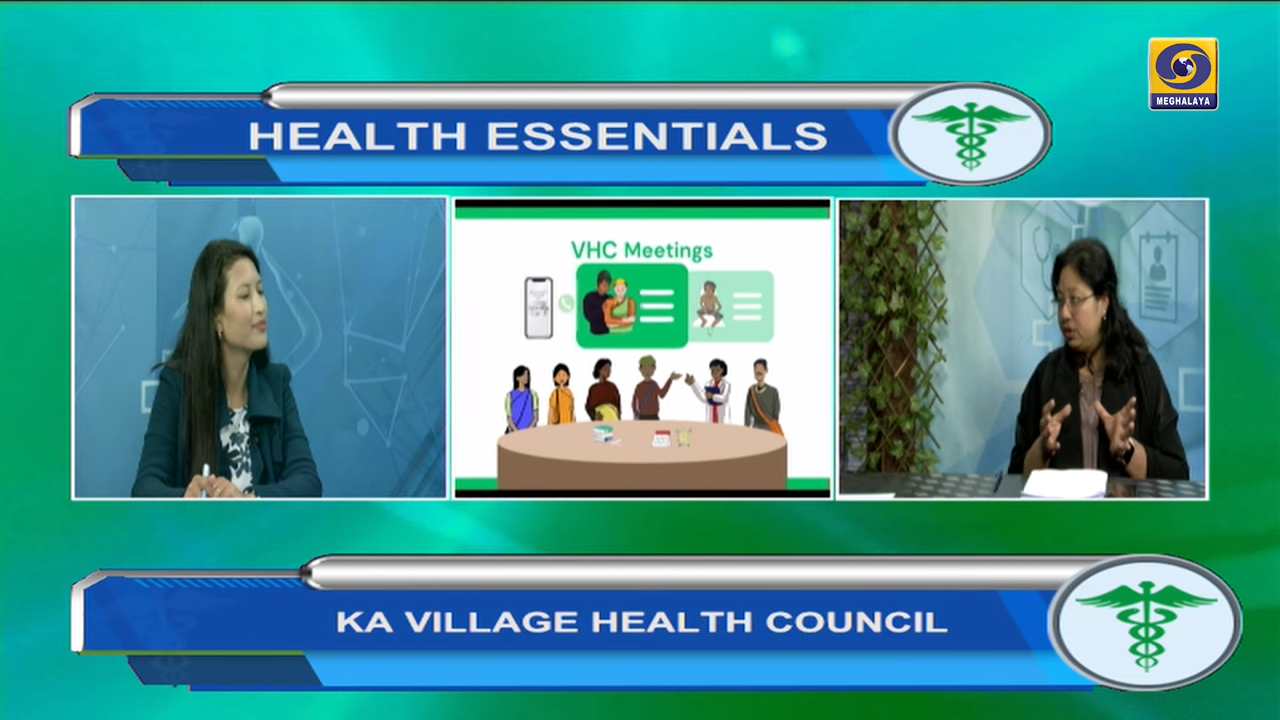 MEGHALAYA
HEALTH ESSENTIALS
VHC Meetings
KA VILLAGE HEALTH COUNCIL